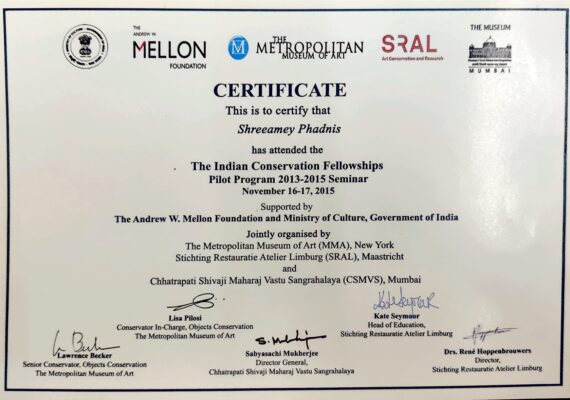 THE
ANDREW W.
MELLON
FOUNDATION
THE
METROPOLITAN
MUSEUM OF ART
SRAL
Art Conservation and Research
THE MUSEUM
MUMBAI
CERTIFICATE
This is to certify that
Shreeamey Phadnis
has attended the
The Indian Conservation Fellowships
Pilot Program 2013-2015 Seminar
November 16-17, 2015
Supported by
The Andrew W. Mellon Foundation and Ministry of Culture, Government of India
Jointly organised by
The Metropolitan Museum of Art (MMA), New York
Stichting Restauratie Atelier Limburg (SRAL), Maastricht
and
Chhatrapati Shivaji Maharaj Vastu Sangrahalaya (CSMVS), Mumbai
Lisa Pilosi
Conservator In-Charge, Objects Conservation
The Metropolitan Museum of Art
Kate Seymour
Kate Seymour
Head of Education,
Stichting Restauratie Atelier Limburg
Lawrence Becker
Senior Conservator, Objects Conservation
The Metropolitan Museum of Art
Sabyasachi Mukherjee
Director General,
Chhatrapati Shivaji Maharaj Vastu Sangrahalaya
Drs. René Hoppenbrouwers
Director,
Stichting Restauratie Atelier Limburg